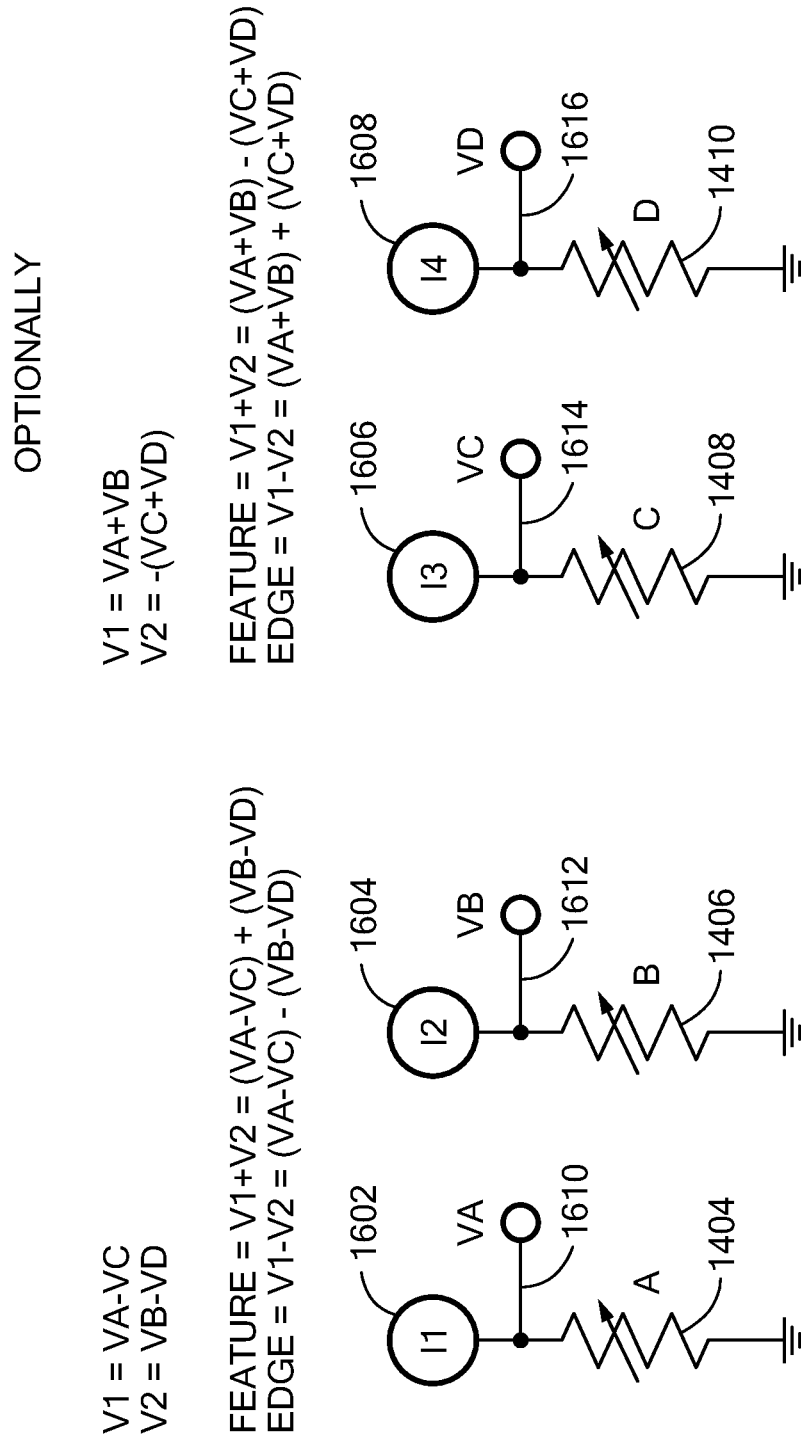 OPTIONALLY
V1 = VA-VC
V2 = VB-VD
V1 = VA+VB
V2 = -(VC+VD)
FEATURE = V1+V2 = (VA-VC) + (VB-VD)
EDGE = V1-V2 = (VA-VC) - (VB-VD)
FEATURE = V1+V2 = (VA+VB) - (VC+VD)
EDGE = V1-V2 = (VA+VB) + (VC+VD)
1602
1604
1606
1608
I1
VA
I2
VB
I3
VC
I4
VD
1610
1612
1614
1616
A
B
C
D
1404
1406
1408
1410